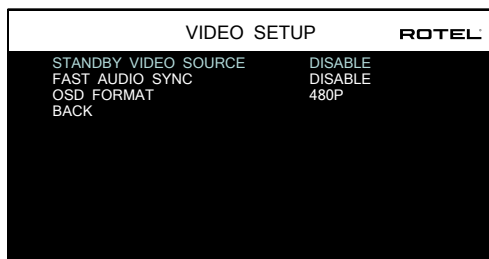 VIDEO SETUP ROTEL
STANDBY VIDEO SOURCE DISABLE
FAST AUDIO SYNC DISABLE
OSD FORMAT 480P
BACK